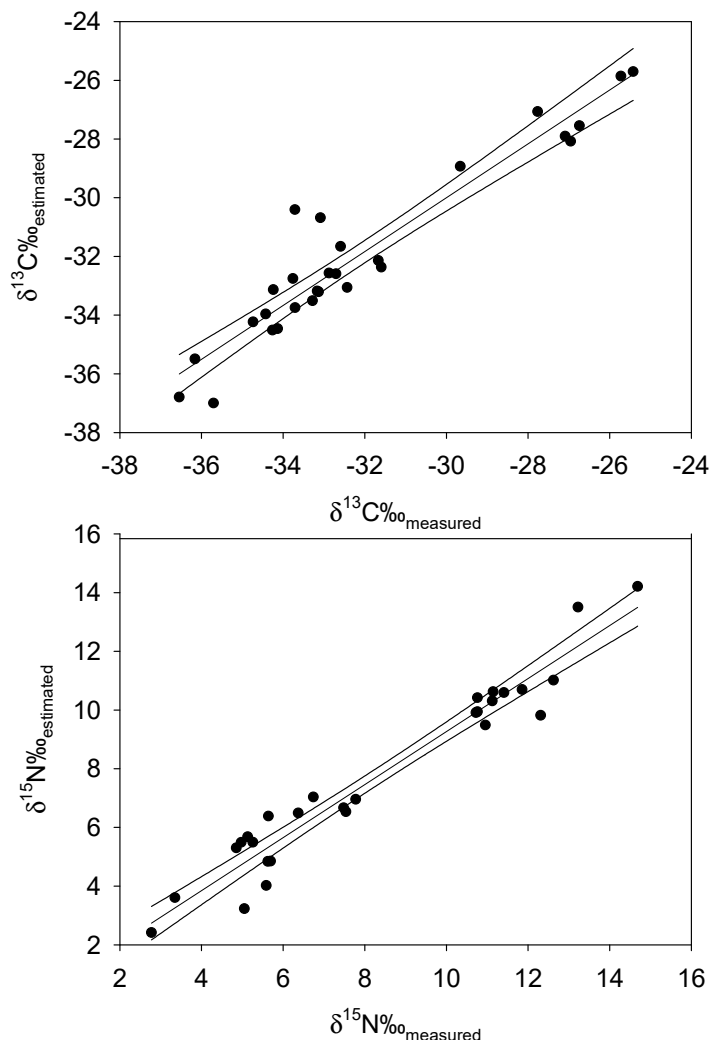 -24
-26
-28
-30
-32
-34
-36
-38
δ¹³C‰estimated
-38 -36 -34 -32 -30 -28 -26 -24
δ¹³C‰measured
16
14
12
10
8
6
4
2
δ¹⁵N‰estimated
2 4 6 8 10 12 14 16
δ¹⁵N‰measured